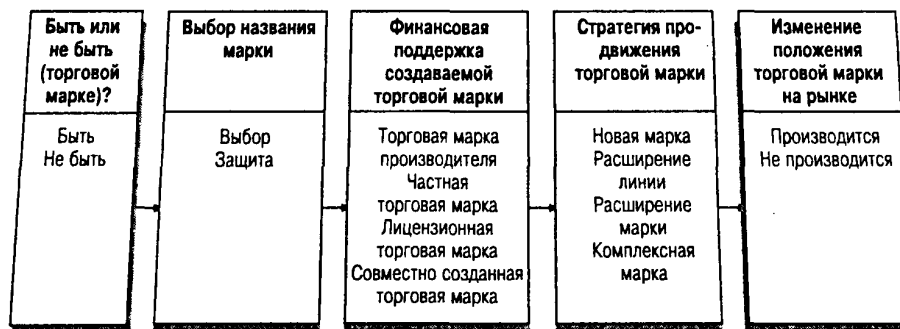 Быть или
не быть
(торговой
марке)?
Быть
Не быть
Выбор названия
марки
Выбор
Защита
Финансовая
поддержка
создаваемой
торговой марки
Торговая марка
производителя
Частная
торговая марка
Лицензионная
торговая марка
Совместно созданная
торговая марка
Стратегия про-
движения
торговой марки
Новая марка
Расширение
линии
Расширение
марки
Комплексная
марка
Изменение
положения
торговой марки
на рынке
Производится
Не производится